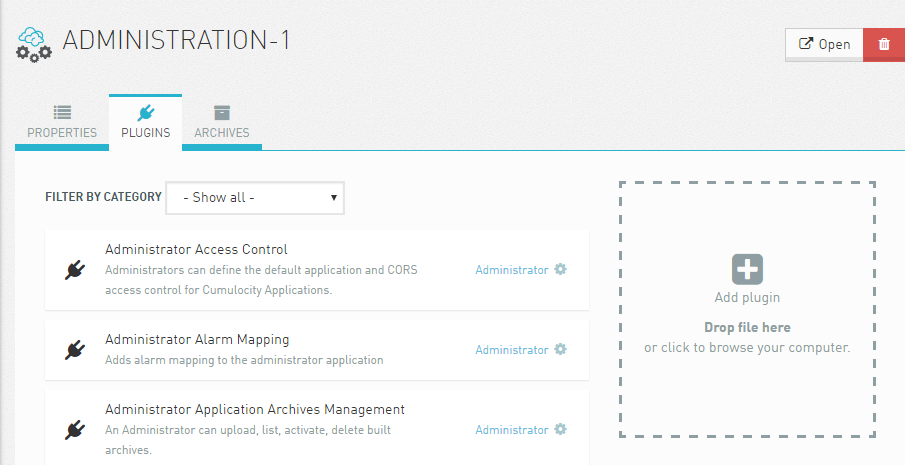 ADMINISTRATION-1
Open
PROPERTIES
PLUGINS
ARCHIVES
FILTER BY CATEGORY
- Show all -
Administrator Access Control
Administrators can define the default application and CORS
access control for Cumulocity Applications.
Administrator
Administrator Alarm Mapping
Adds alarm mapping to the administrator application
Administrator
Administrator Application Archives Management
An Administrator can upload, list, activate, delete built
archives.
Administrator
Add plugin
Drop file here
or click to browse your computer.